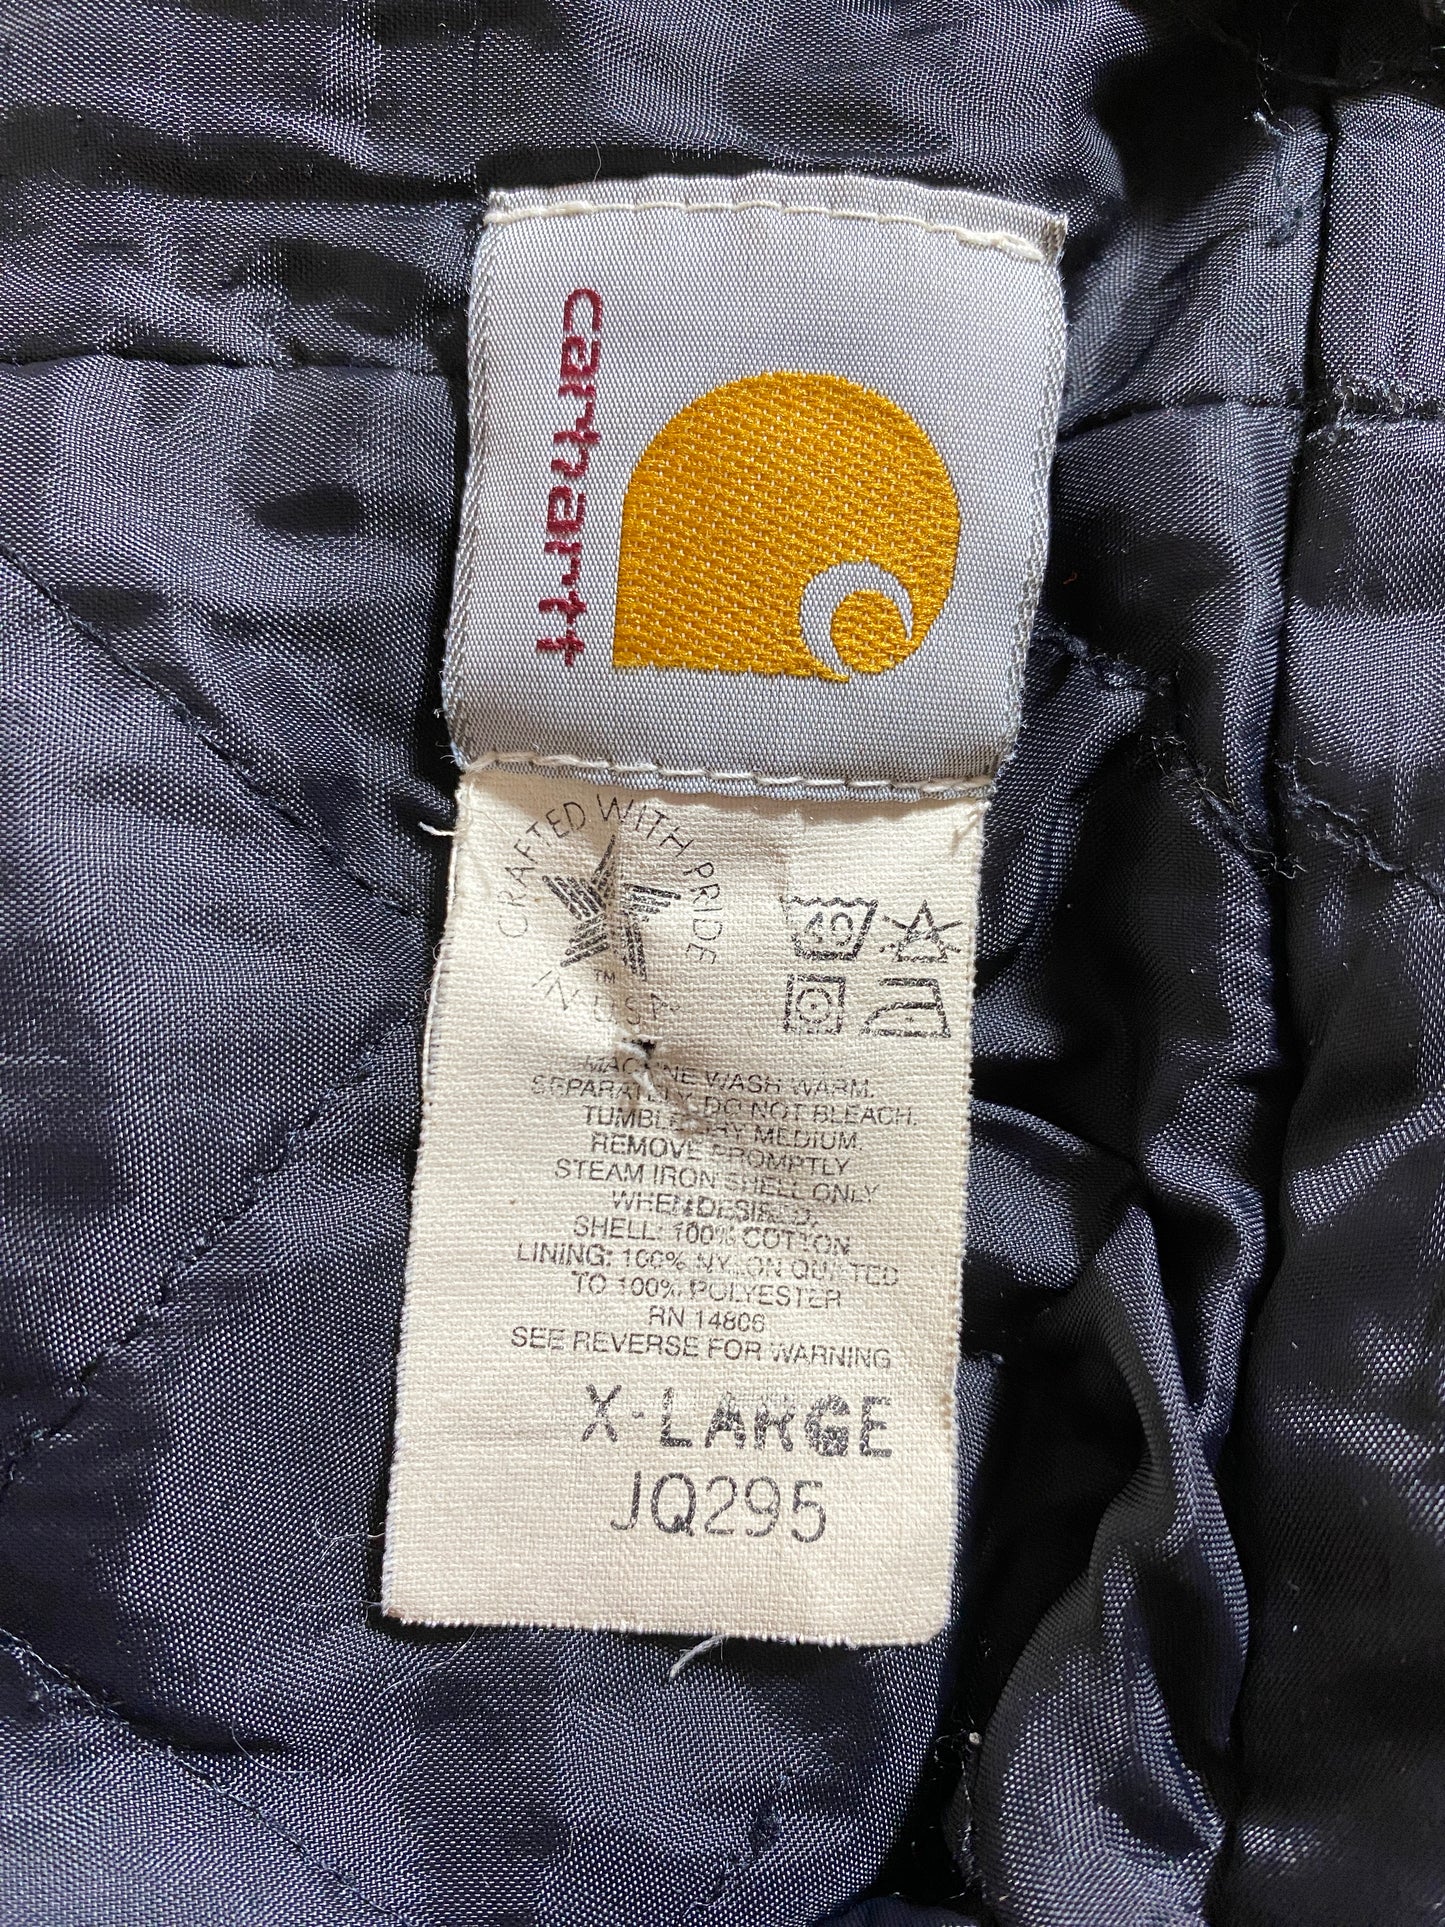 carhartt
CRAFTED WITH PRIDE
TM
IN U.S.A.
40
MACHINE WASH WARM.
SEPARATELY. DO NOT BLEACH.
TUMBLE DRY MEDIUM.
REMOVE PROMPTLY
STEAM IRON SHELL ONLY
WHEN DESIRED.
SHELL: 100% COTTON
LINING: 100% NYLON QUILTED
TO 100% POLYESTER
RN 14806
SEE REVERSE FOR WARNING
X-LARGE
JQ295